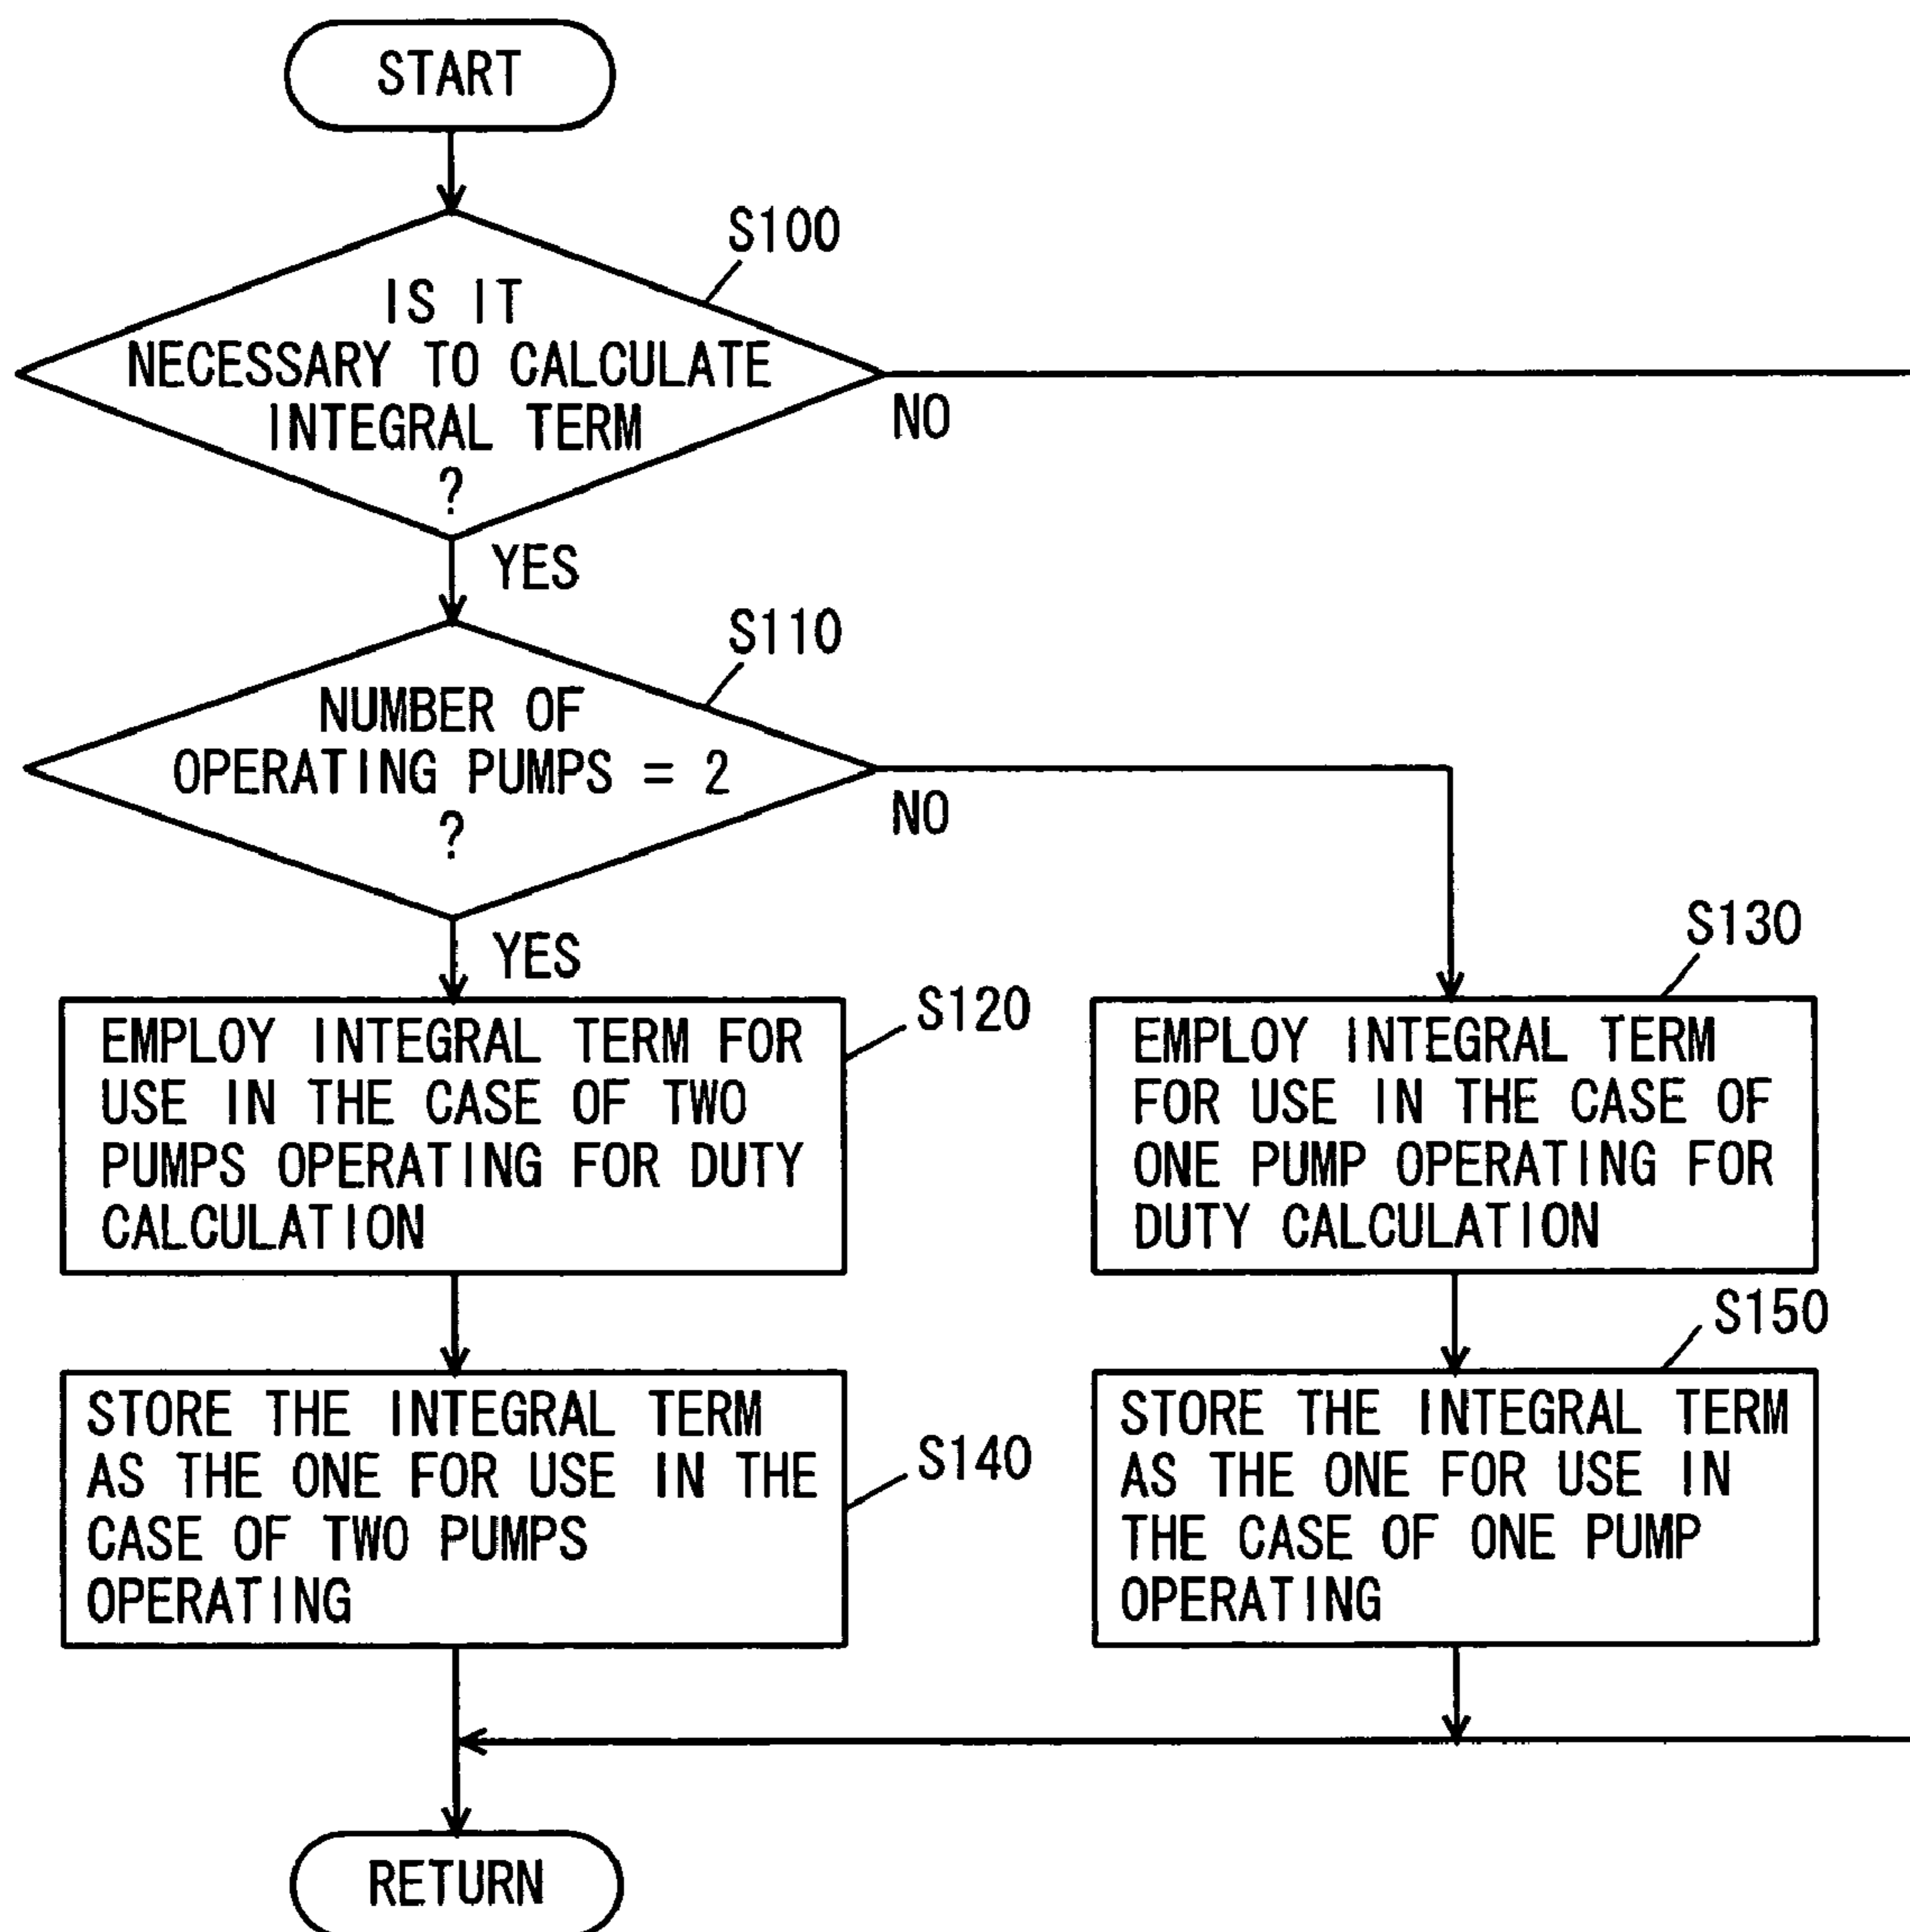 START
S100
IS IT
NECESSARY TO CALCULATE
INTEGRAL TERM
?
NO
YES
S110
NUMBER OF
OPERATING PUMPS = 2
?
NO
YES
S120
EMPLOY INTEGRAL TERM FOR
USE IN THE CASE OF TWO
PUMPS OPERATING FOR DUTY
CALCULATION
S130
EMPLOY INTEGRAL TERM
FOR USE IN THE CASE OF
ONE PUMP OPERATING FOR
DUTY CALCULATION
S140
STORE THE INTEGRAL TERM
AS THE ONE FOR USE IN THE
CASE OF TWO PUMPS
OPERATING
S150
STORE THE INTEGRAL TERM
AS THE ONE FOR USE IN
THE CASE OF ONE PUMP
OPERATING
RETURN